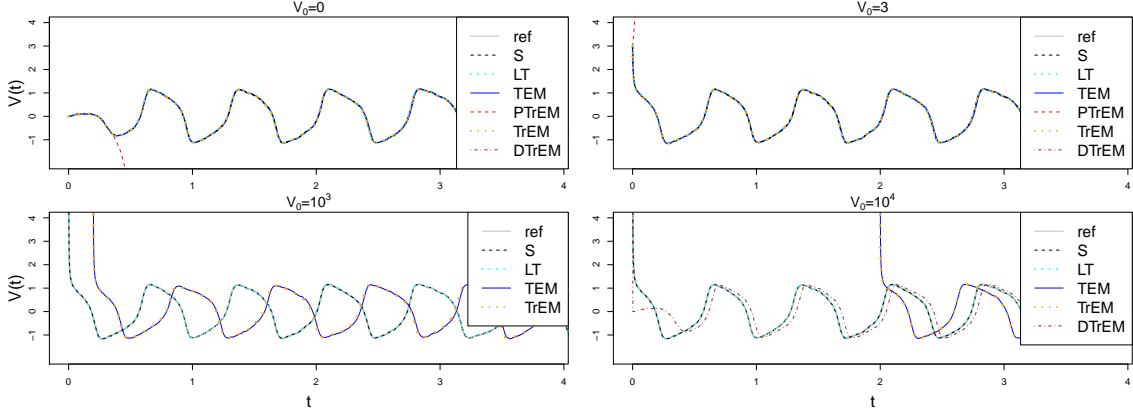 V₀=0
V(t)
4
3
2
1
0
−1
0 1 2 3 4
ref
S
LT
TEM
PTrEM
TrEM
DTrEM
V₀=3
4
3
2
1
0
−1
0 1 2 3 4
ref
S
LT
TEM
PTrEM
TrEM
DTrEM
V₀=10³
V(t)
4
3
2
1
0
−1
0 1 2 3 4
t
ref
S
LT
TEM
TrEM
V₀=10⁴
4
3
2
1
0
−1
0 1 2 3 4
t
ref
S
LT
TEM
TrEM
DTrEM